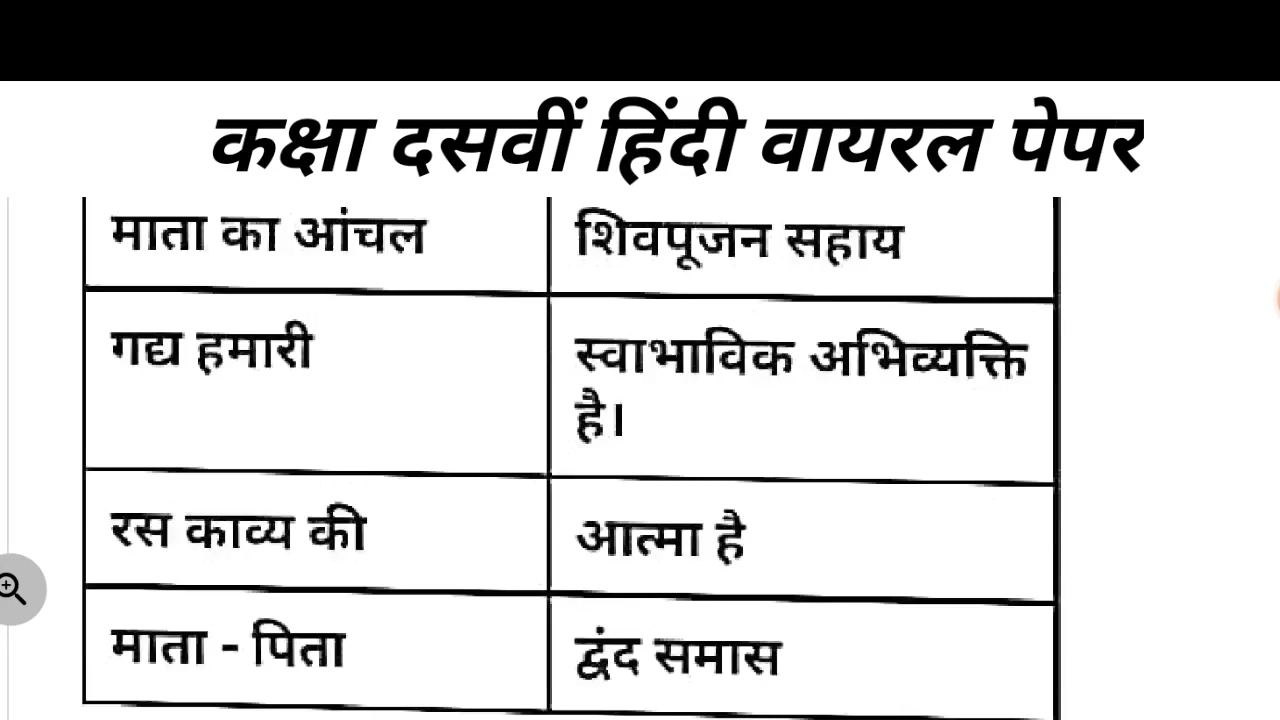 कक्षा दसवीं हिंदी वायरल पेपर
माता का आंचल
शिवपूजन सहाय
गद्य हमारी
स्वाभाविक अभिव्यक्ति
है।
रस काव्य की
आत्मा है
माता - पिता
द्वंद समास